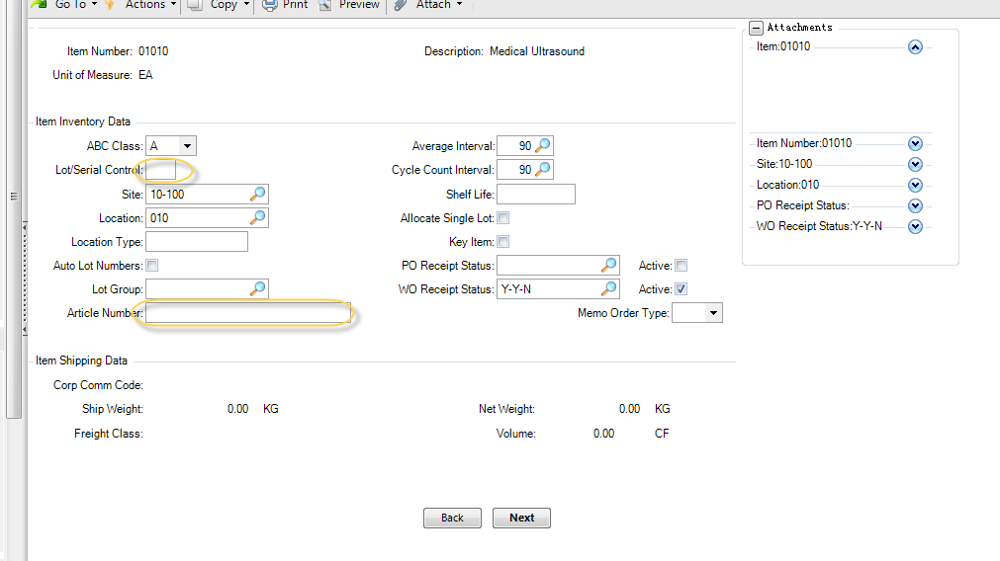 Go To Actions Copy Print Preview Attach
Attachments
Item Number: 01010 Description: Medical Ultrasound
Item:01010
Unit of Measure: EA
Item Inventory Data
ABC Class: A Average Interval: 90
Item Number:01010
Lot/Serial Control: Cycle Count Interval: 90
Site:10-100
Site: 10-100 Shelf Life:
Location:010
Location: 010 Allocate Single Lot:
PO Receipt Status:
Location Type: Key Item:
WO Receipt Status:Y-Y-N
Auto Lot Numbers: PO Receipt Status: Active:
Lot Group: WO Receipt Status: Y-Y-N Active:
Article Number: Memo Order Type:
Item Shipping Data
Corp Comm Code:
Ship Weight: 0.00 KG Net Weight: 0.00 KG
Freight Class: Volume: 0.00 CF
Back Next